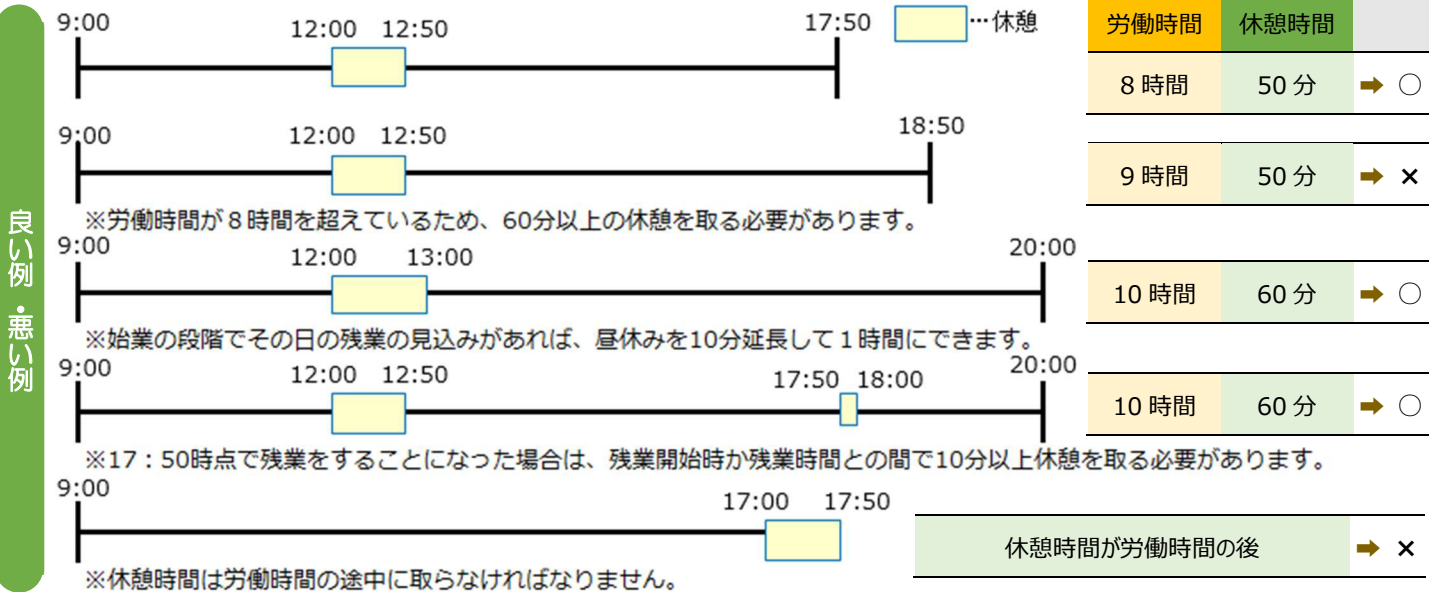 良い例・悪い例
9:00 12:00 12:50 17:50 …休憩
労働時間 休憩時間
8 時間 50 分 ➡ ○
9:00 12:00 12:50 18:50
9 時間 50 分 ➡ ×
※労働時間が8時間を超えているため、60分以上の休憩を取る必要があります。
9:00 12:00 13:00 20:00
10 時間 60 分 ➡ ○
※始業の段階でその日の残業の見込みがあれば、昼休みを10分延長して1時間にできます。
9:00 12:00 12:50 17:50 18:00 20:00
10 時間 60 分 ➡ ○
※17：50時点で残業をすることになった場合は、残業開始時か残業時間との間で10分以上休憩を取る必要があります。
9:00 17:00 17:50
休憩時間が労働時間の後 ➡ ×
※休憩時間は労働時間の途中に取らなければなりません。